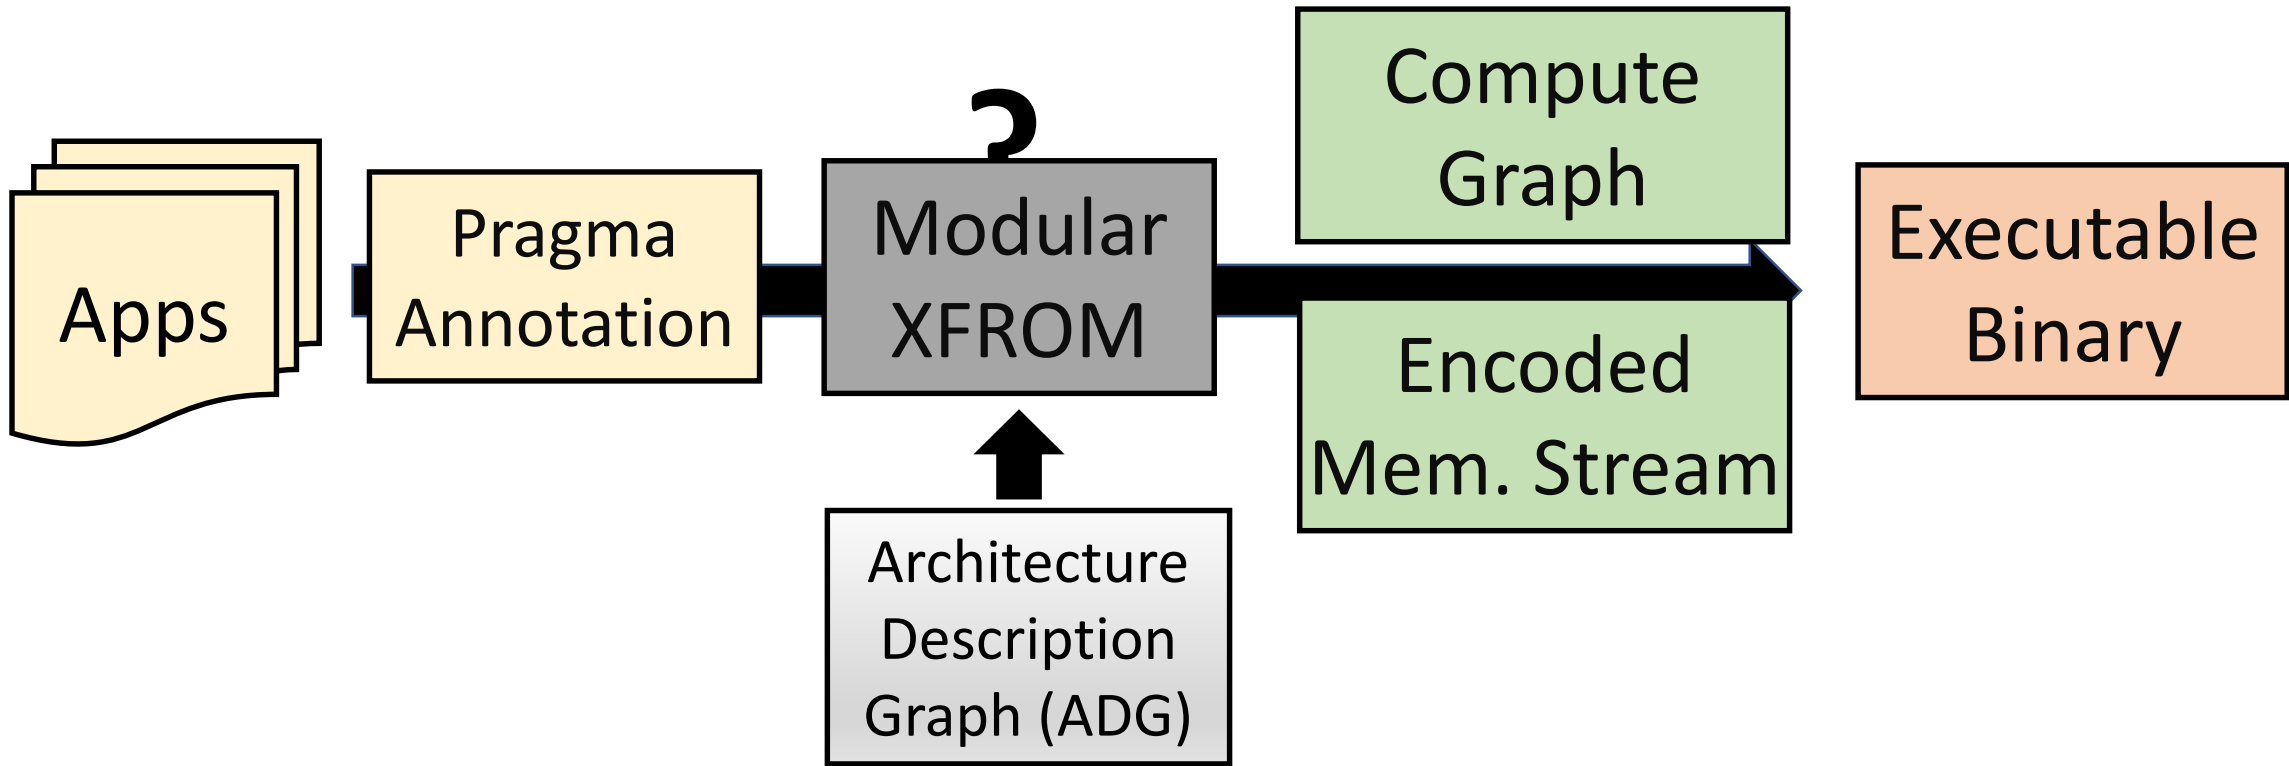 Apps
Pragma
Annotation
?
Modular
XFROM
Compute
Graph
Encoded
Mem. Stream
Executable
Binary
Architecture
Description
Graph (ADG)